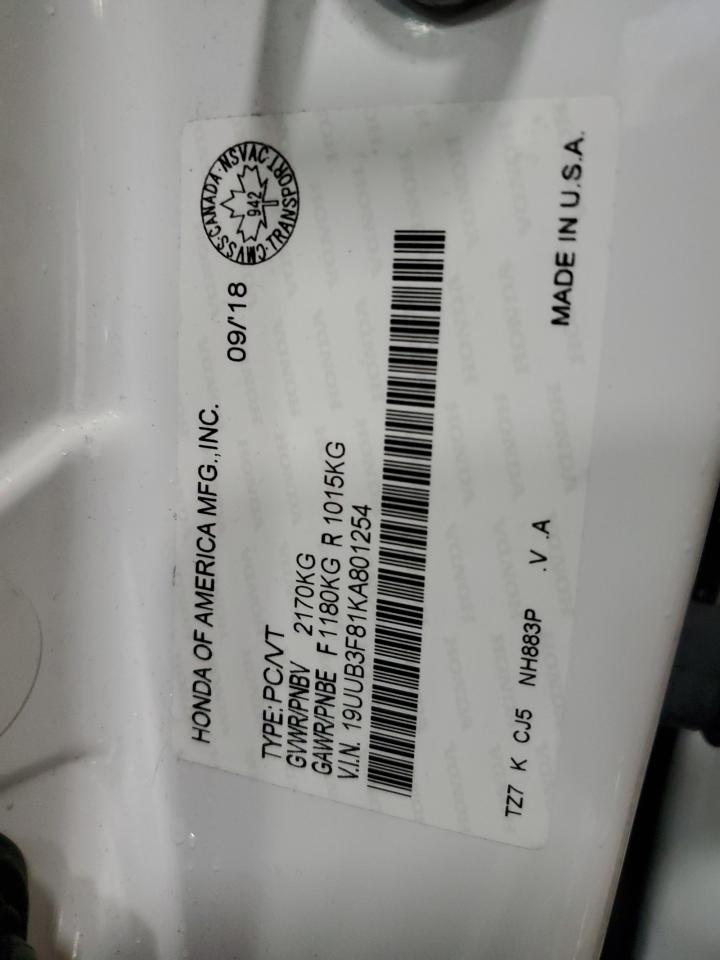 HONDA OF AMERICA MFG.,INC. 09/'18
CANADA·NSVAC·TRANSPORT·CMVSS·
942
TYPE:PC/VT
GVWR/PNBV 2170KG
GAWR/PNBE F 1180KG R 1015KG
V.I.N. 19UUB3F81KA801254
TZ7 K CJ5 NH883P .V .A MADE IN U.S.A.